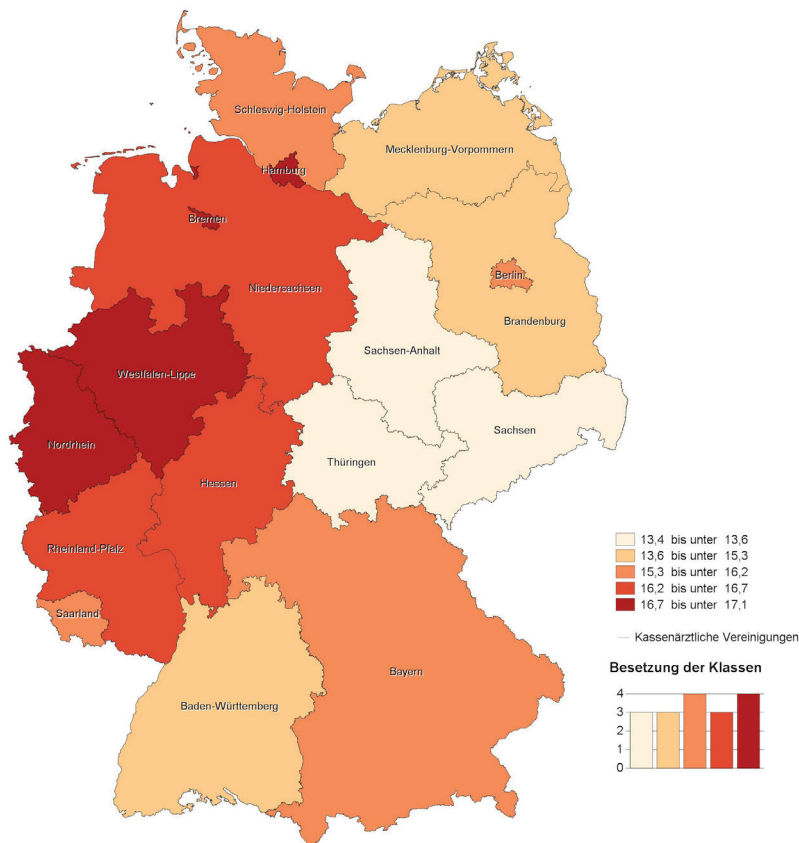 Schleswig-Holstein
Mecklenburg-Vorpommern
Hamburg
Bremen
Berlin
Niedersachsen
Brandenburg
Sachsen-Anhalt
Westfalen-Lippe
Sachsen
Nordrhein
Thüringen
Hessen
Rheinland-Pfalz
Saarland
Bayern
Baden-Württemberg
13,4 bis unter 13,6
13,6 bis unter 15,3
15,3 bis unter 16,2
16,2 bis unter 16,7
16,7 bis unter 17,1
Kassenärztliche Vereinigungen
Besetzung der Klassen
4
3
2
1
0